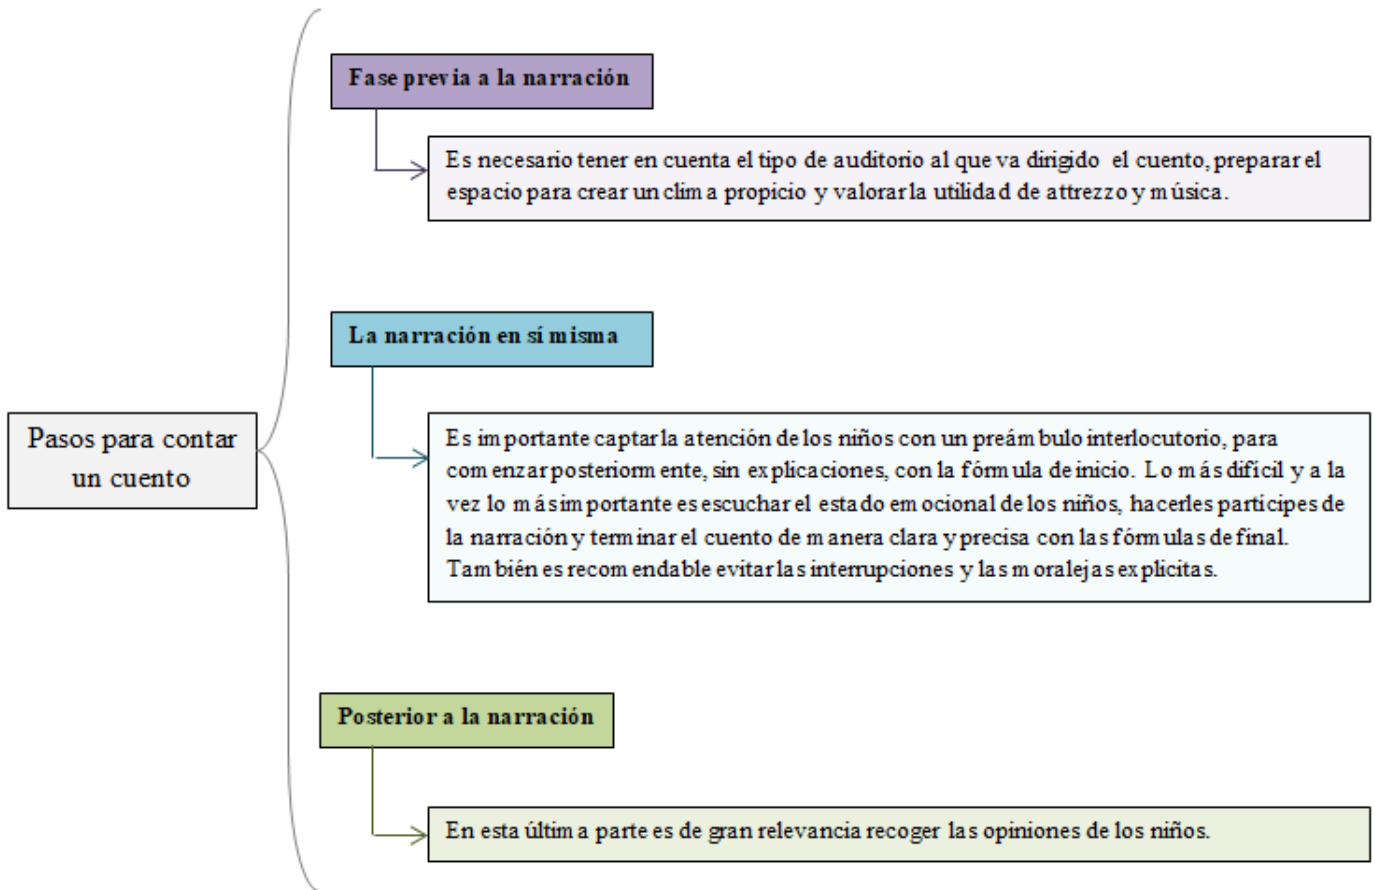 Fase previa a la narración
Es necesario tener en cuenta el tipo de auditorio al que va dirigido el cuento, preparar el
espacio para crear un clima propicio y valorar la utilidad de attrezzo y música.
La narración en sí misma
Pasos para contar
un cuento
Es importante captar la atención de los niños con un preámbulo interlocutorio, para
comenzar posteriormente, sin explicaciones, con la fórmula de inicio. Lo más difícil y a la
vez lo más importante es escuchar el estado emocional de los niños, hacerles partícipes de
la narración y terminar el cuento de manera clara y precisa con las fórmulas de final.
También es recomendable evitar las interrupciones y las moralejas explicitas.
Posterior a la narración
En esta última parte es de gran relevancia recoger las opiniones de los niños.